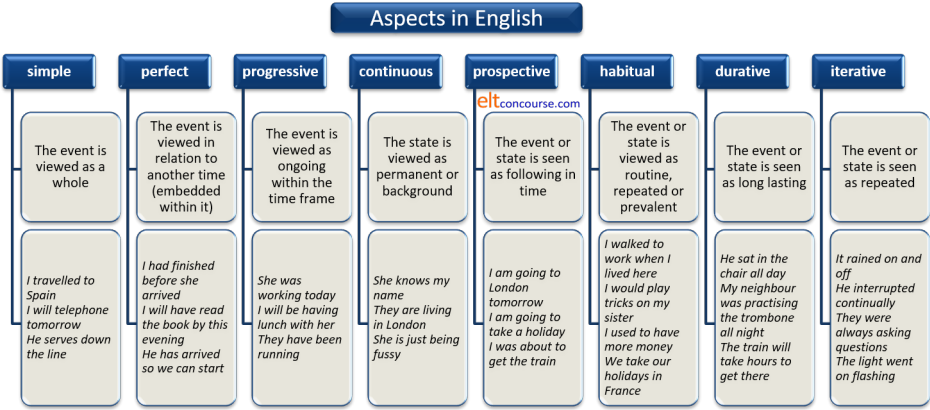 Aspects in English
simple
perfect
progressive
continuous
prospective
habitual
durative
iterative
eltconcourse.com
The event is
viewed as a
whole
The event is
viewed in
relation to
another time
(embedded
within it)
The event is
viewed as
ongoing
within the
time frame
The state is
viewed as
permanent or
background
The event or
state is seen
as following in
time
The event or
state is
viewed as
routine,
repeated or
prevalent
The event or
state is seen
as long lasting
The event or
state is seen
as repeated
I travelled to
Spain
I will telephone
tomorrow
He serves down
the line
I had finished
before she
arrived
I will have read
the book by this
evening
He has arrived
so we can start
She was
working today
I will be having
lunch with her
They have been
running
She knows my
name
They are living
in London
She is just being
fussy
I am going to
London
tomorrow
I am going to
take a holiday
I was about to
get the train
I walked to
work when I
lived here
I would play
tricks on my
sister
I used to have
more money
We take our
holidays in
France
He sat in the
chair all day
My neighbour
was practising
the trombone
all night
The train will
take hours to
get there
It rained on and
off
He interrupted
continually
They were
always asking
questions
The light went
on flashing